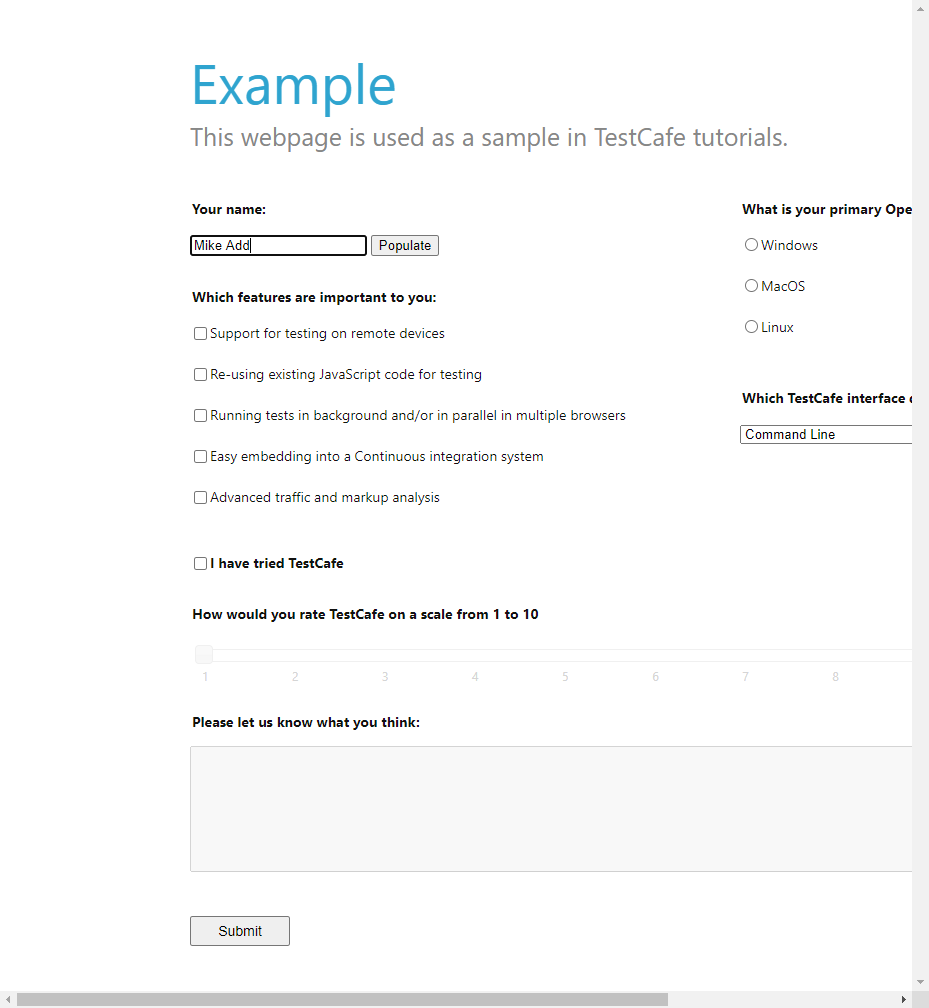 Example
This webpage is used as a sample in TestCafe tutorials.
Your name:
Mike Add
Populate
Which features are important to you:
Support for testing on remote devices
Re-using existing JavaScript code for testing
Running tests in background and/or in parallel in multiple browsers
Easy embedding into a Continuous integration system
Advanced traffic and markup analysis
What is your primary Ope
Windows
MacOS
Linux
Which TestCafe interface
Command Line
I have tried TestCafe
How would you rate TestCafe on a scale from 1 to 10
1 2 3 4 5 6 7 8
Please let us know what you think:
Submit